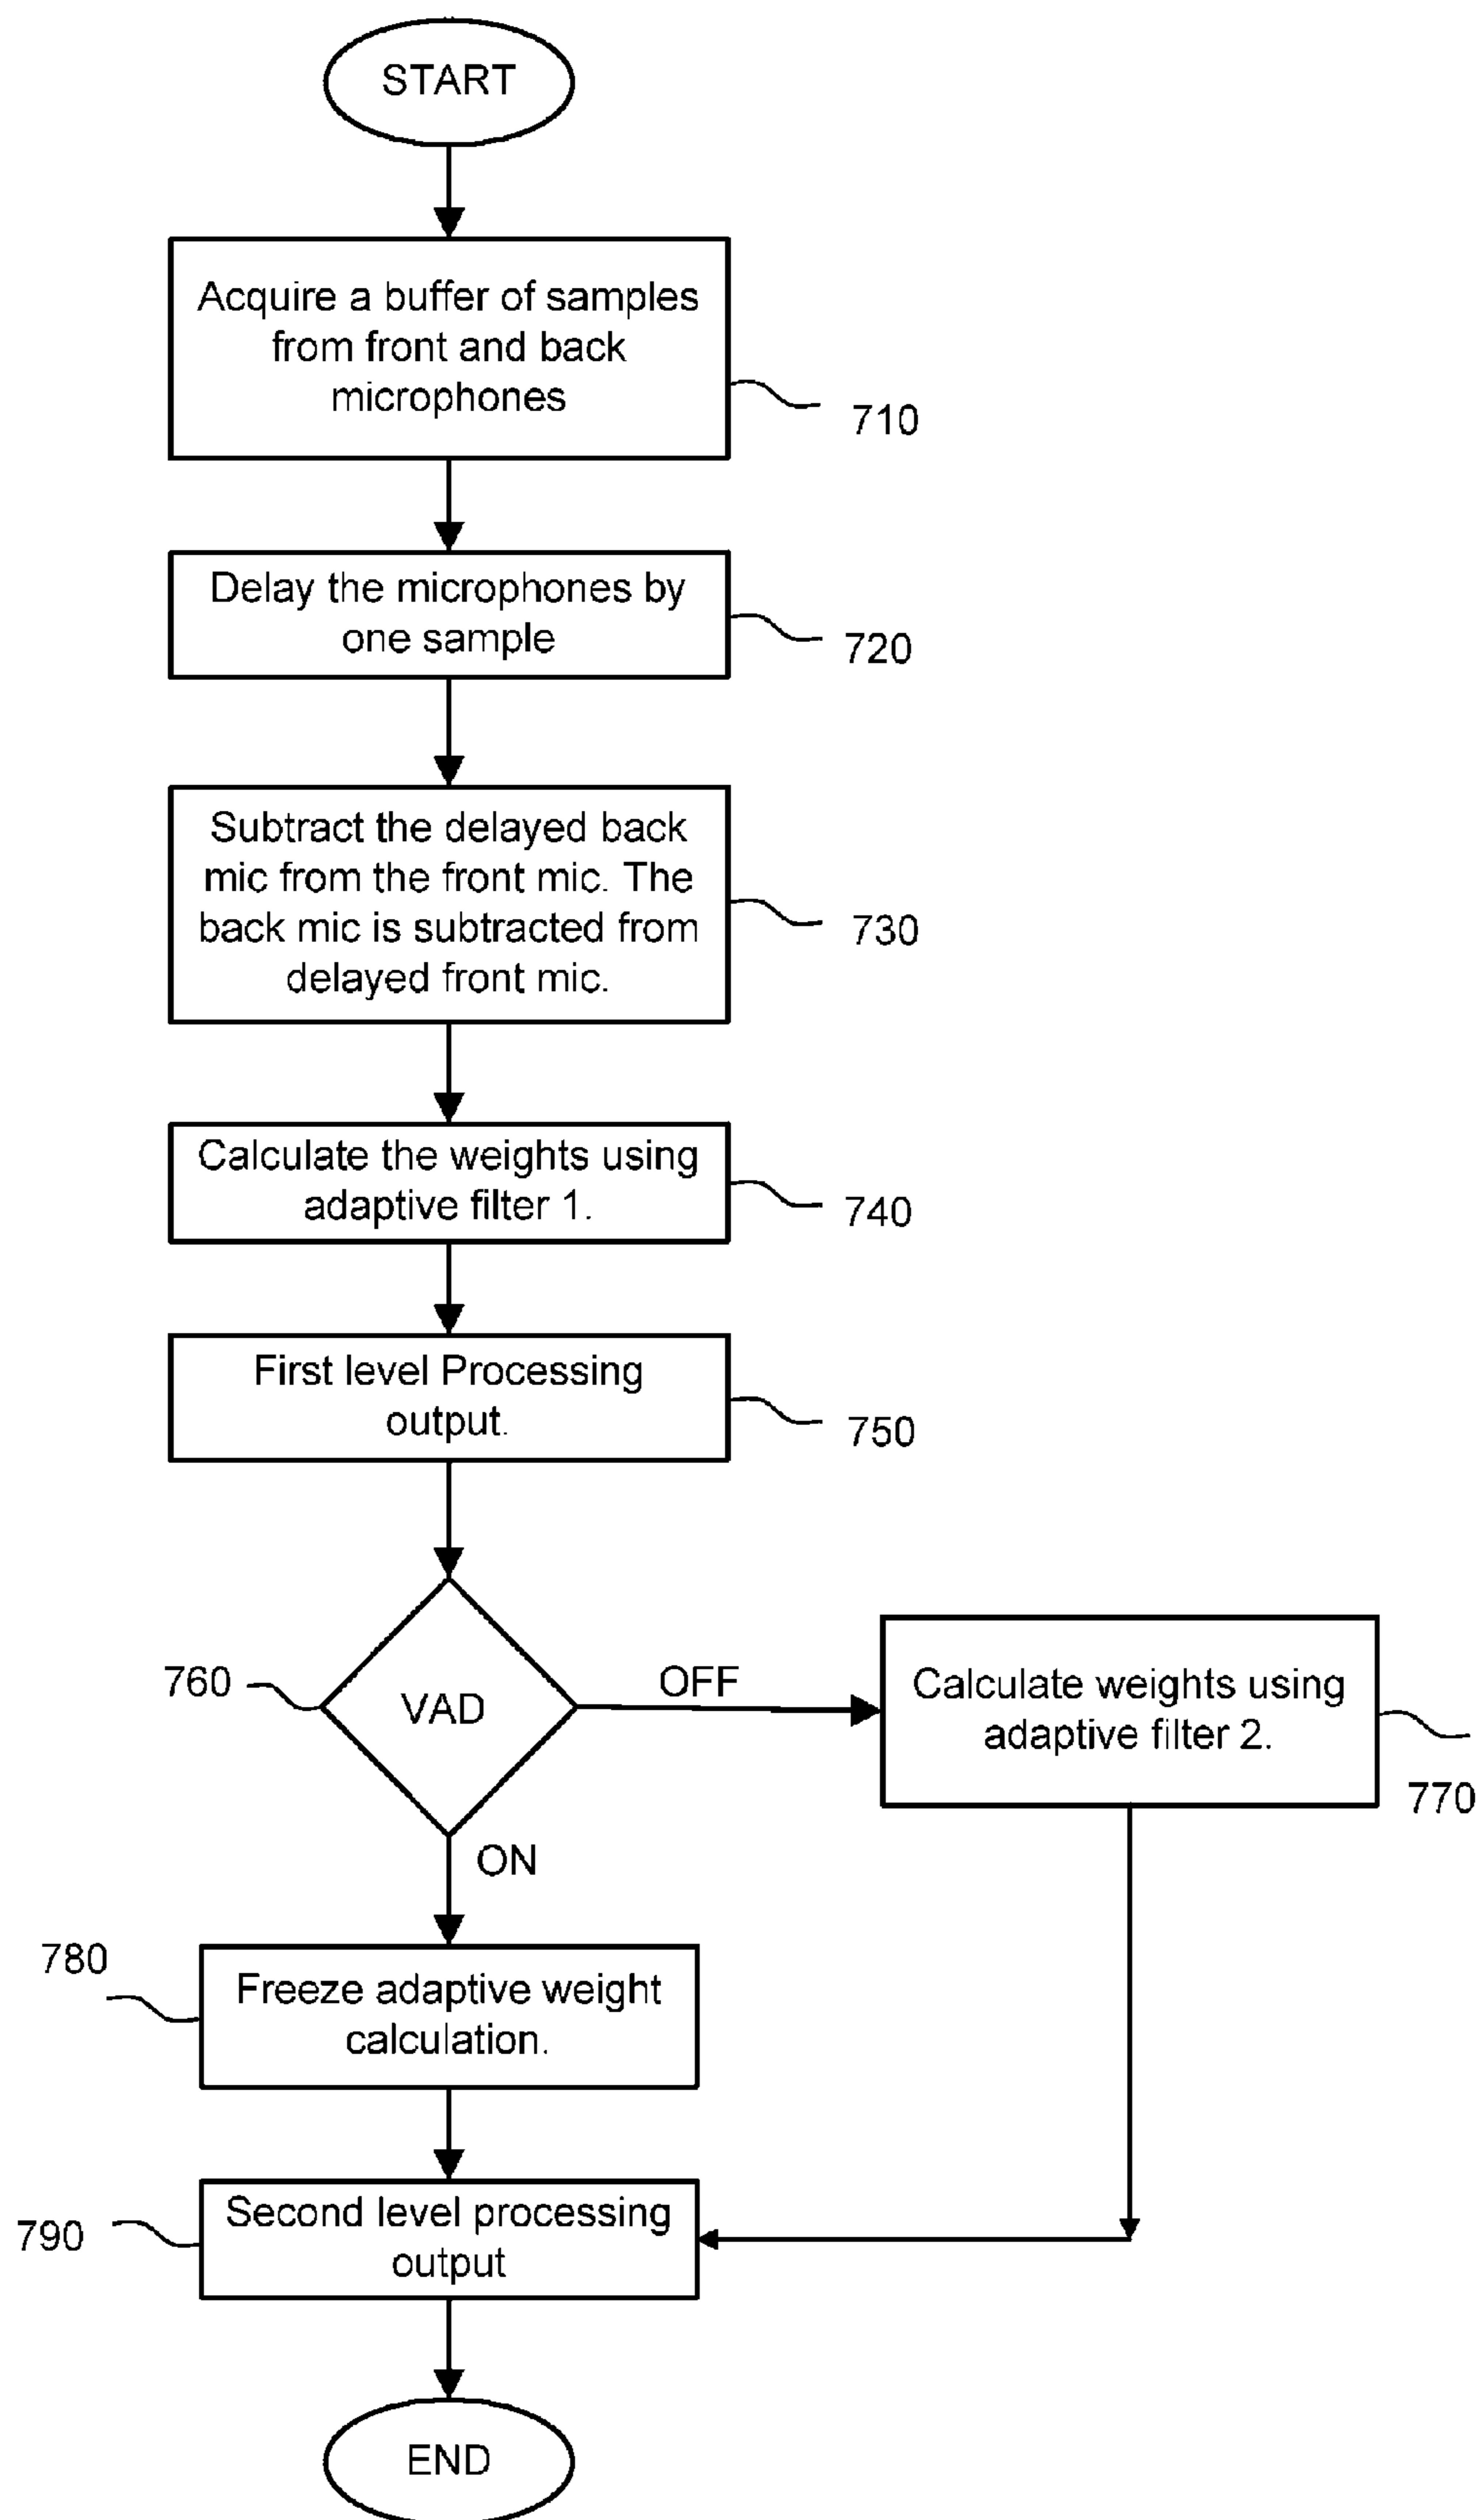 START
Acquire a buffer of samples
from front and back
microphones
710
Delay the microphones by
one sample
720
Subtract the delayed back
mic from the front mic. The
back mic is subtracted from
delayed front mic.
730
Calculate the weights using
adaptive filter 1.
740
First level Processing
output.
750
760
VAD
OFF
Calculate weights using
adaptive filter 2.
770
ON
780
Freeze adaptive weight
calculation.
790
Second level processing
output
END